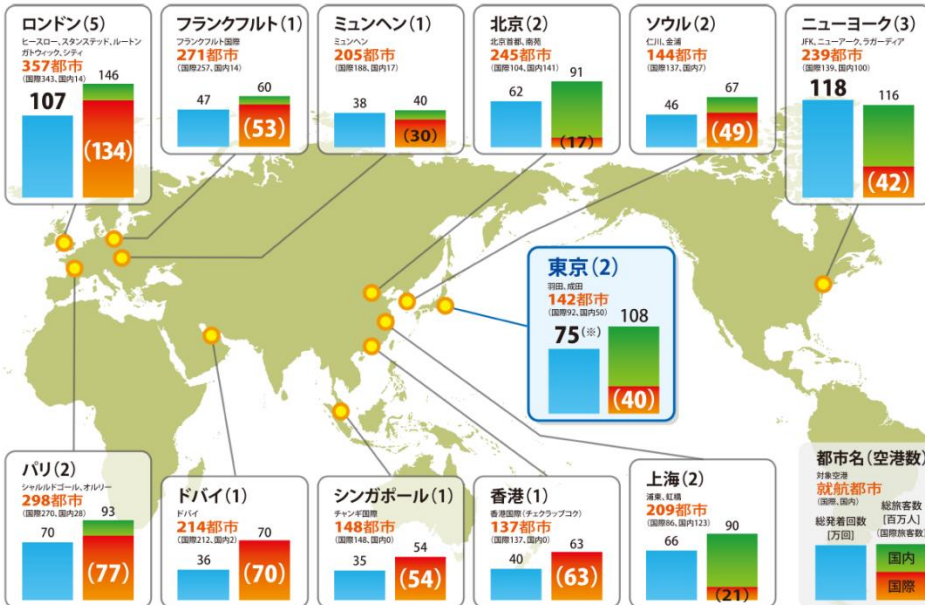 ロンドン(5)
ヒースロー、スタンステッド、ルートン
ガトウィック、シティ
357都市
(国際343、国内14)
146
107
(134)
フランクフルト(1)
フランクフルト国際
271都市
(国際257、国内14)
60
47
(53)
ミュンヘン(1)
ミュンヘン
205都市
(国際188、国内17)
38
40
(30)
北京(2)
北京首都、南苑
245都市
(国際104、国内141)
91
62
(17)
ソウル(2)
仁川、金浦
144都市
(国際137、国内7)
67
46
(49)
ニューヨーク(3)
JFK、ニューアーク、ラガーディア
239都市
(国際139、国内100)
118
116
(42)
東京(2)
羽田、成田
142都市
(国際92、国内50)
108
75(※)
(40)
パリ(2)
シャルルドゴール、オルリー
298都市
(国際270、国内28)
93
70
(77)
ドバイ(1)
ドバイ
214都市
(国際212、国内2)
70
36
(70)
シンガポール(1)
チャンギ国際
148都市
(国際148、国内0)
54
35
(54)
香港(1)
香港国際(チェクラップコク)
137都市
(国際137、国内0)
63
40
(63)
上海(2)
浦東、虹橋
209都市
(国際86、国内123)
90
66
(21)
都市名(空港数)
対象空港
就航都市
(国際、国内)
総発着回数
[万回]
総旅客数
[百万人]
(国際旅客数)
国内
国際